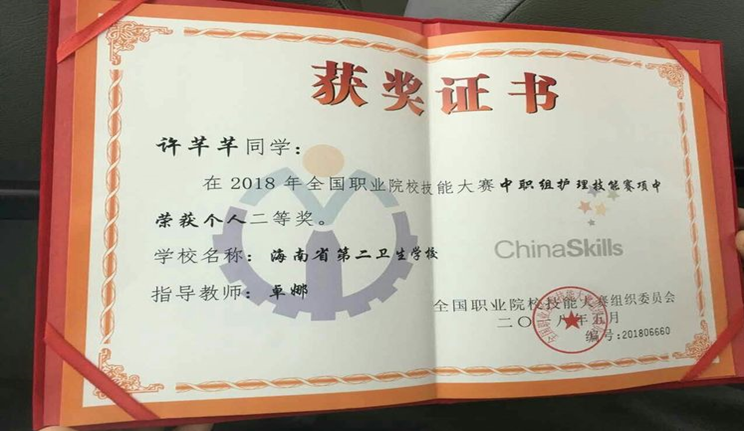 获奖证书
许芊芊同学:
在2018年全国职业院校技能大赛中职组护理技能赛项中
荣获个人二等奖。
学校名称:海南省第二卫生学校
ChinaSkills
指导教师:卓娜
全国职业院校技能大赛组织委员会
二〇一八年五月
编号:201806660